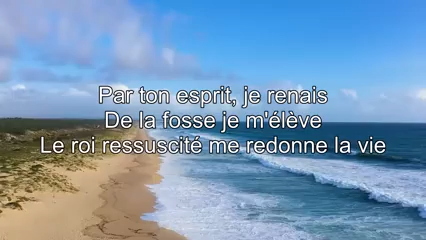 Par ton esprit, je renais
De la fosse je m'élève
Le roi ressuscité me redonne la vie